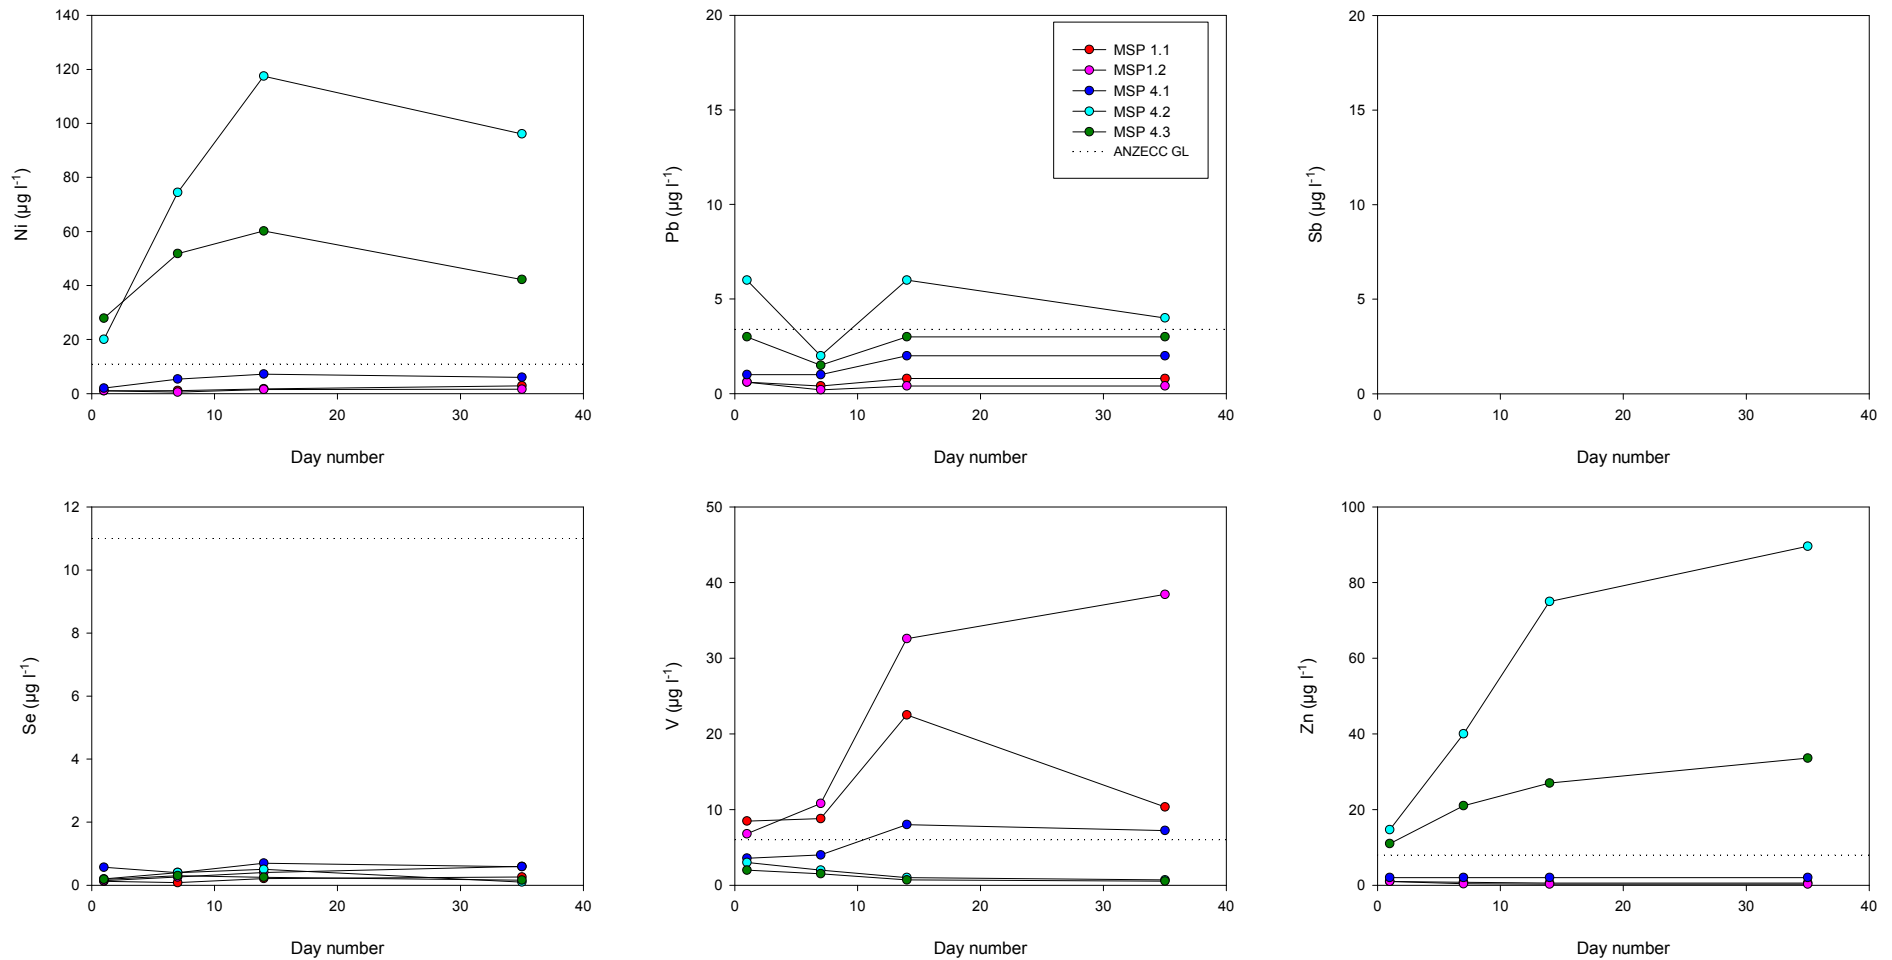 140
120
100
80
60
40
20
0
Ni (µg l-1)
0 10 20 30 40
Day number
20
15
10
5
0
Pb (µg l-1)
0 10 20 30 40
Day number
MSP 1.1
MSP1.2
MSP 4.1
MSP 4.2
MSP 4.3
ANZECC GL
20
15
10
5
0
Sb (µg l-1)
0 10 20 30 40
Day number
12
10
8
6
4
2
0
Se (µg l-1)
0 10 20 30 40
Day number
50
40
30
20
10
0
V (µg l-1)
0 10 20 30 40
Day number
100
80
60
40
20
0
Zn (µg l-1)
0 10 20 30 40
Day number